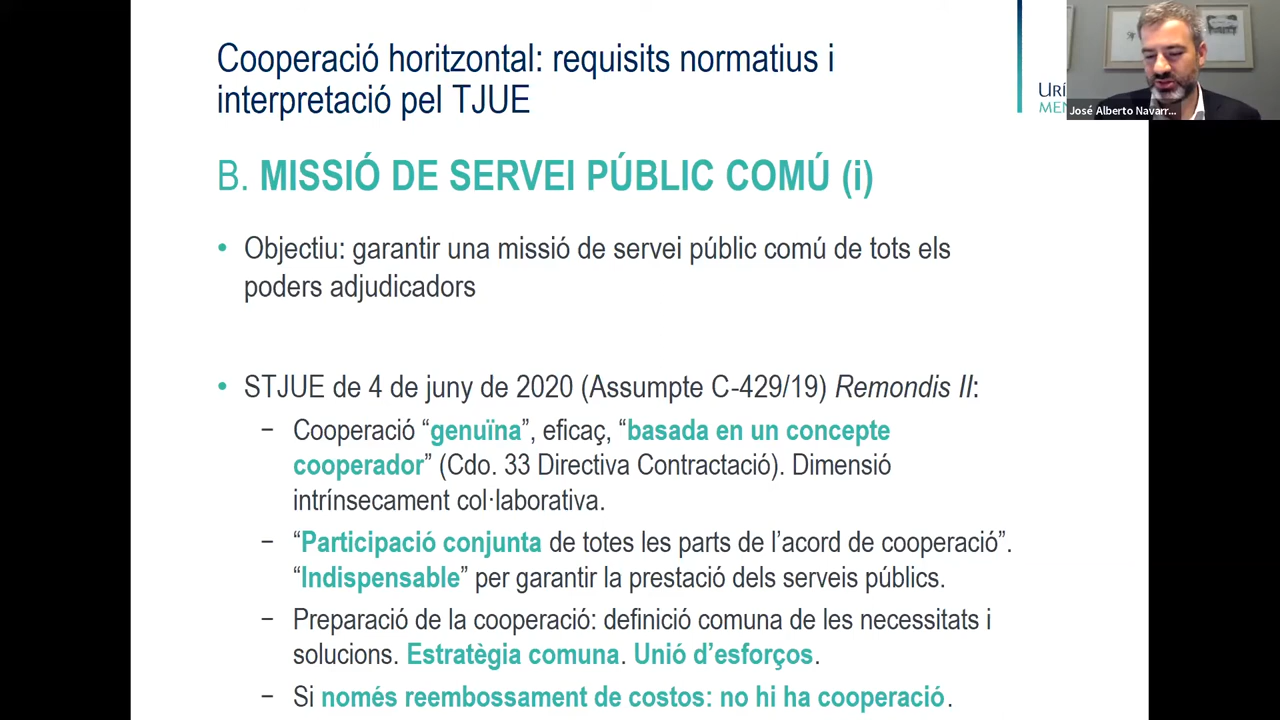 Cooperació horitzontal: requisits normatius i
interpretació pel TJUE
José Alberto Navarr...
B. MISSIÓ DE SERVEI PÚBLIC COMÚ (i)
• Objectiu: garantir una missió de servei públic comú de tots els
poders adjudicadors
• STJUE de 4 de juny de 2020 (Assumpte C-429/19) Remondis II:
− Cooperació “genuïna”, eficaç, “basada en un concepte
cooperador” (Cdo. 33 Directiva Contractació). Dimensió
intrínsecament col·laborativa.
− “Participació conjunta de totes les parts de l’acord de cooperació”.
“Indispensable” per garantir la prestació dels serveis públics.
− Preparació de la cooperació: definició comuna de les necessitats i
solucions. Estratègia comuna. Unió d’esforços.
− Si només reembossament de costos: no hi ha cooperació.